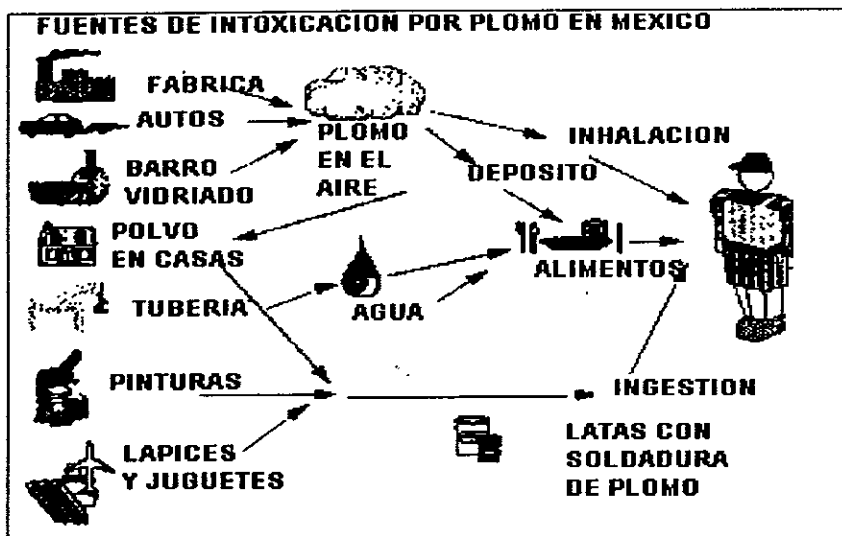 FUENTES DE INTOXICACION POR PLOMO EN MEXICO
FABRICA
AUTOS
BARRO
VIDRIADO
POLVO
EN CASAS
TUBERIA
PINTURAS
LAPICES
Y JUGUETES
PLOMO
EN EL
AIRE
AGUA
INHALACION
DEPOSITO
ALIMENTOS
INGESTION
LATAS CON
SOLDADURA
DE PLOMO